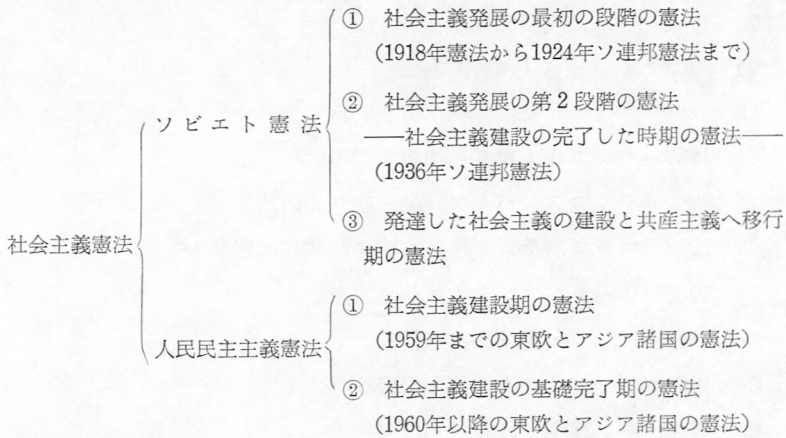 ① 社会主義発展の最初の段階の憲法
(1918年憲法から1924年ソ連邦憲法まで)
② 社会主義発展の第2段階の憲法
ソビエト憲法
――社会主義建設の完了した時期の憲法――
(1936年ソ連邦憲法)
③ 発達した社会主義の建設と共産主義へ移行
社会主義憲法
期の憲法
① 社会主義建設期の憲法
(1959年までの東欧とアジア諸国の憲法)
人民民主主義憲法
② 社会主義建設の基礎完了期の憲法
(1960年以降の東欧とアジア諸国の憲法)